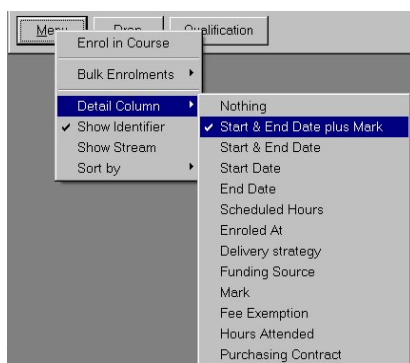 Menu Drop Qualification
Enrol in Course
Bulk Enrolments
Detail Column
Show Identifier
Show Stream
Sort by
Nothing
Start & End Date plus Mark
Start & End Date
Start Date
End Date
Scheduled Hours
Enroled At
Delivery strategy
Funding Source
Mark
Fee Exemption
Hours Attended
Purchasing Contract